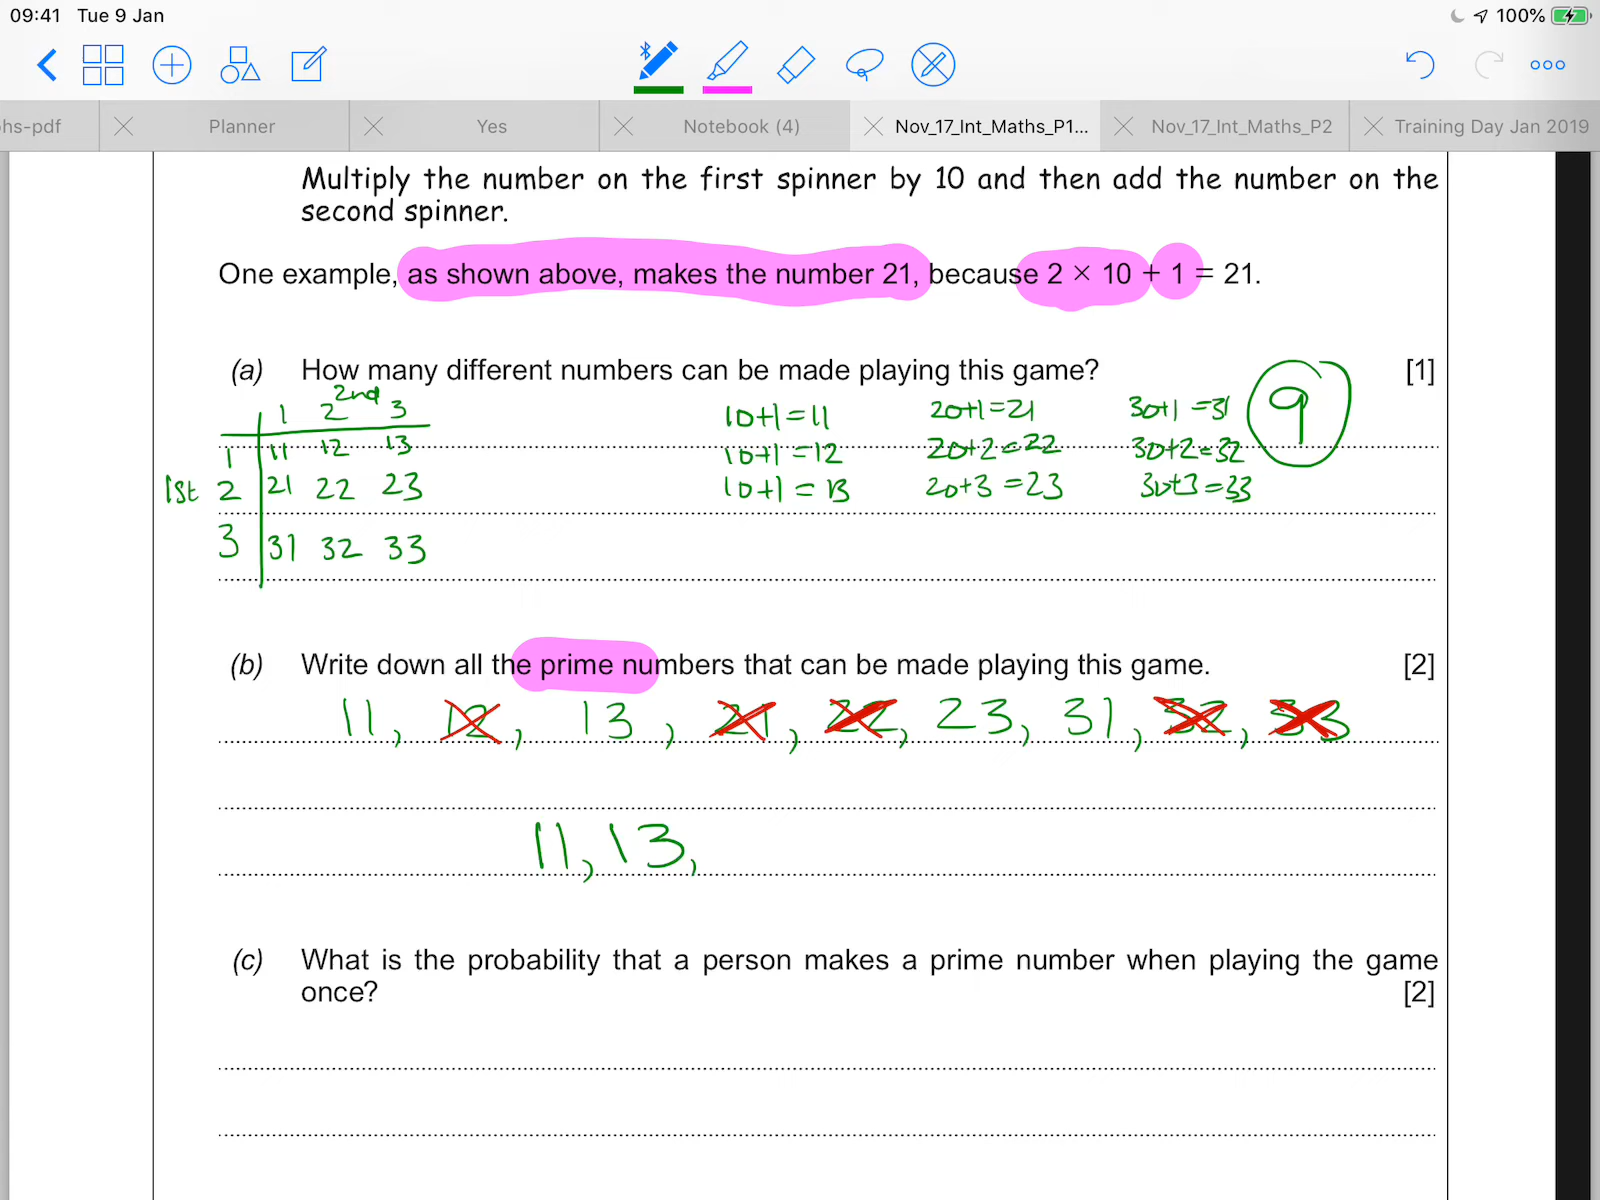 09:41 Tue 9 Jan 100%
hs-pdf Planner Yes Notebook (4) Nov_17_Int_Maths_P1... Nov_17_Int_Maths_P2 Training Day Jan 2019
Multiply the number on the first spinner by 10 and then add the number on the
second spinner.
One example, as shown above, makes the number 21, because 2 × 10 + 1 = 21.
(a) How many different numbers can be made playing this game? [1]
2nd
1 2 3
1 11 12 13
1st 2 21 22 23
3 31 32 33
10+1=11 20+1=21 30+1=31 9
10+1=12 20+2=22 30+2=32
10+1=13 20+3=23 30+3=33
(b) Write down all the prime numbers that can be made playing this game. [2]
11, 12, 13, 21, 22, 23, 31, 32, 33
11, 13,
(c) What is the probability that a person makes a prime number when playing the game
once? [2]